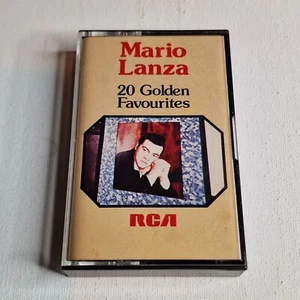 Mario
Lanza
20 Golden
Favourites
RCA